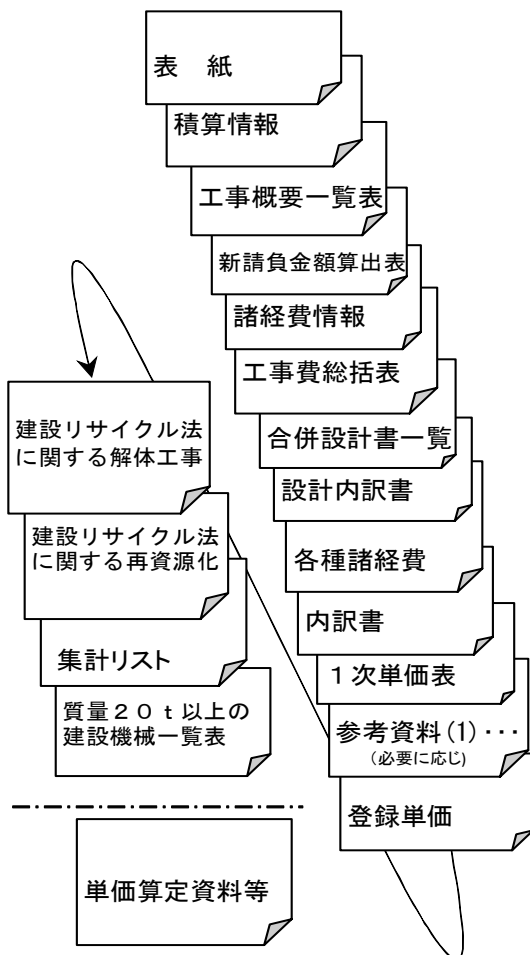 表　紙
積算情報
工事概要一覧表
新請負金額算出表
諸経費情報
工事費総括表
合併設計書一覧
設計内訳書
各種諸経費
内訳書
１次単価表
参考資料(1)･･･
(必要に応じ)
登録単価
建設リサイクル法
に関する解体工事
建設リサイクル法
に関する再資源化
集計リスト
質量２０ｔ以上の
建設機械一覧表
単価算定資料等